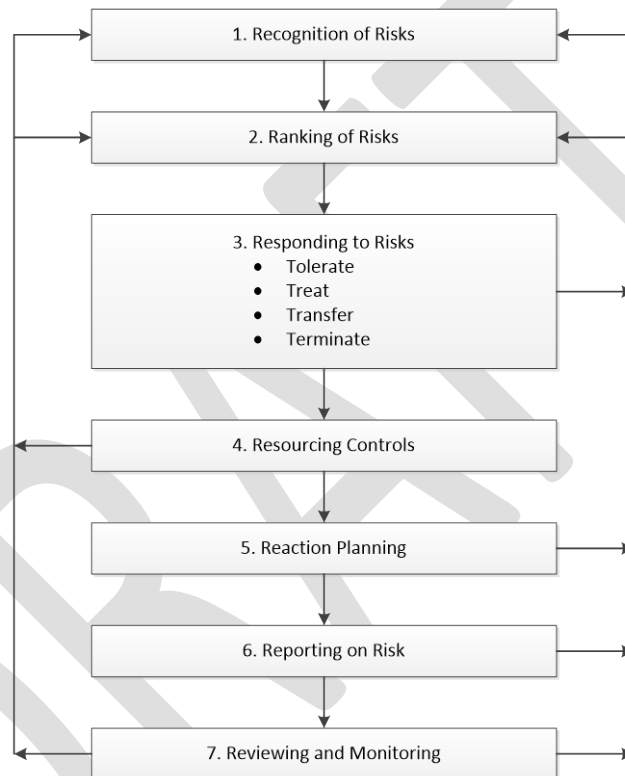 1. Recognition of Risks
2. Ranking of Risks
3. Responding to Risks
● Tolerate
● Treat
● Transfer
● Terminate
4. Resourcing Controls
5. Reaction Planning
6. Reporting on Risk
7. Reviewing and Monitoring